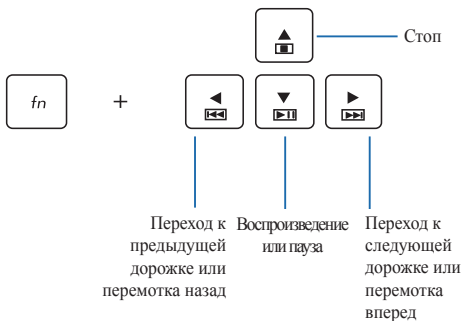 Стоп
fn
+
Переход к
предыдущей
дорожке или
перемотка назад
Воспроизведение
или пауза
Переход к
следующей
дорожке или
перемотка
вперед